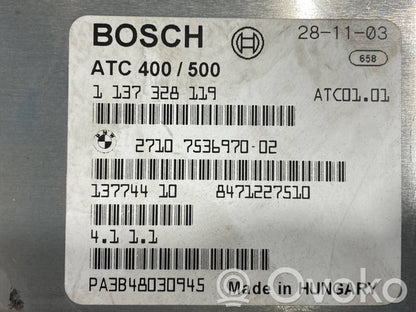 BOSCH 28-11-03
658
ATC 400 / 500
1 137 328 119 ATC01.01
2710 7536970-02
137744 10 8471227510
4.1 1.1
PA3B48030945 Made in HUNGARY
Ovoko